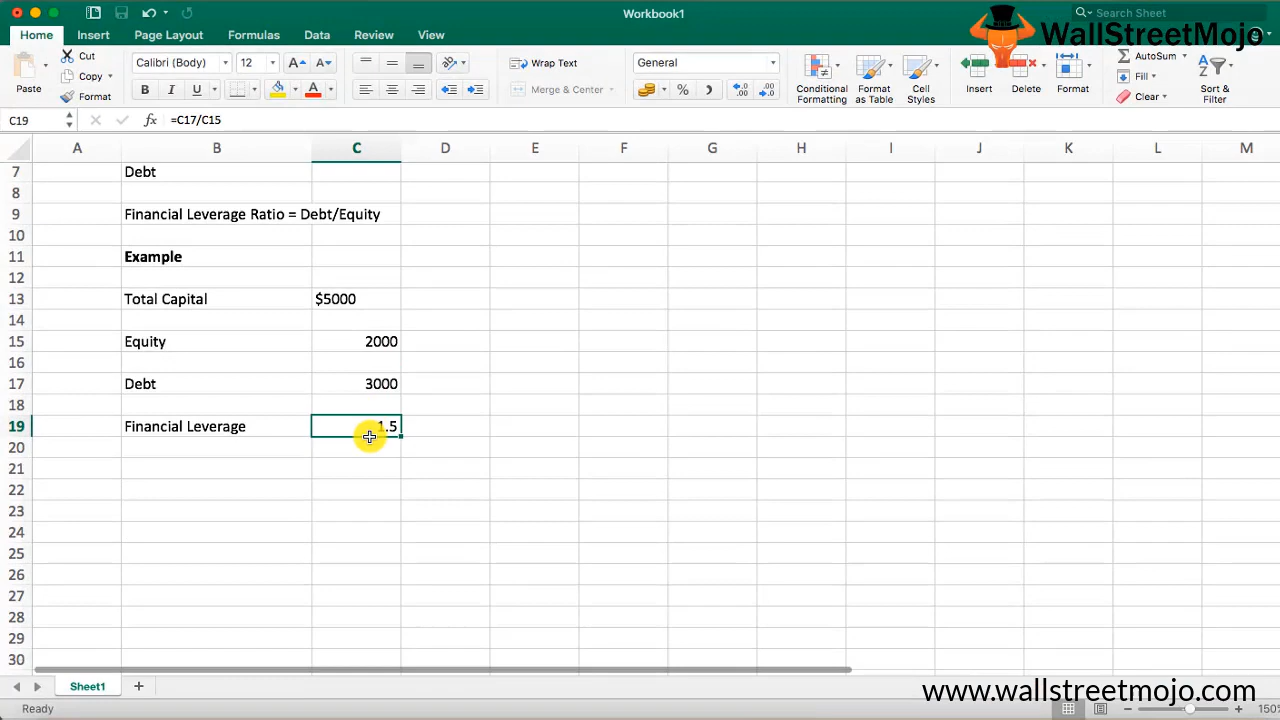 Workbook1
Search Sheet
WallStreetMojo
Home Insert Page Layout Formulas Data Review View
Cut
Copy
Format
Paste
Calibri (Body) 12 A A
B I U A
Wrap Text
Merge & Center
General
%
Conditional Formatting
Format as Table
Cell Styles
Insert
Delete
Format
AutoSum
Fill
Clear
Sort & Filter
C19 fx =C17/C15
A B C D E F G H I J K L M
7 Debt
8
9 Financial Leverage Ratio = Debt/Equity
10
11 Example
12
13 Total Capital $5000
14
15 Equity 2000
16
17 Debt 3000
18
19 Financial Leverage 1.5
20
21
22
23
24
25
26
27
28
29
30
Sheet1
www.wallstreetmojo.com
Ready
150%